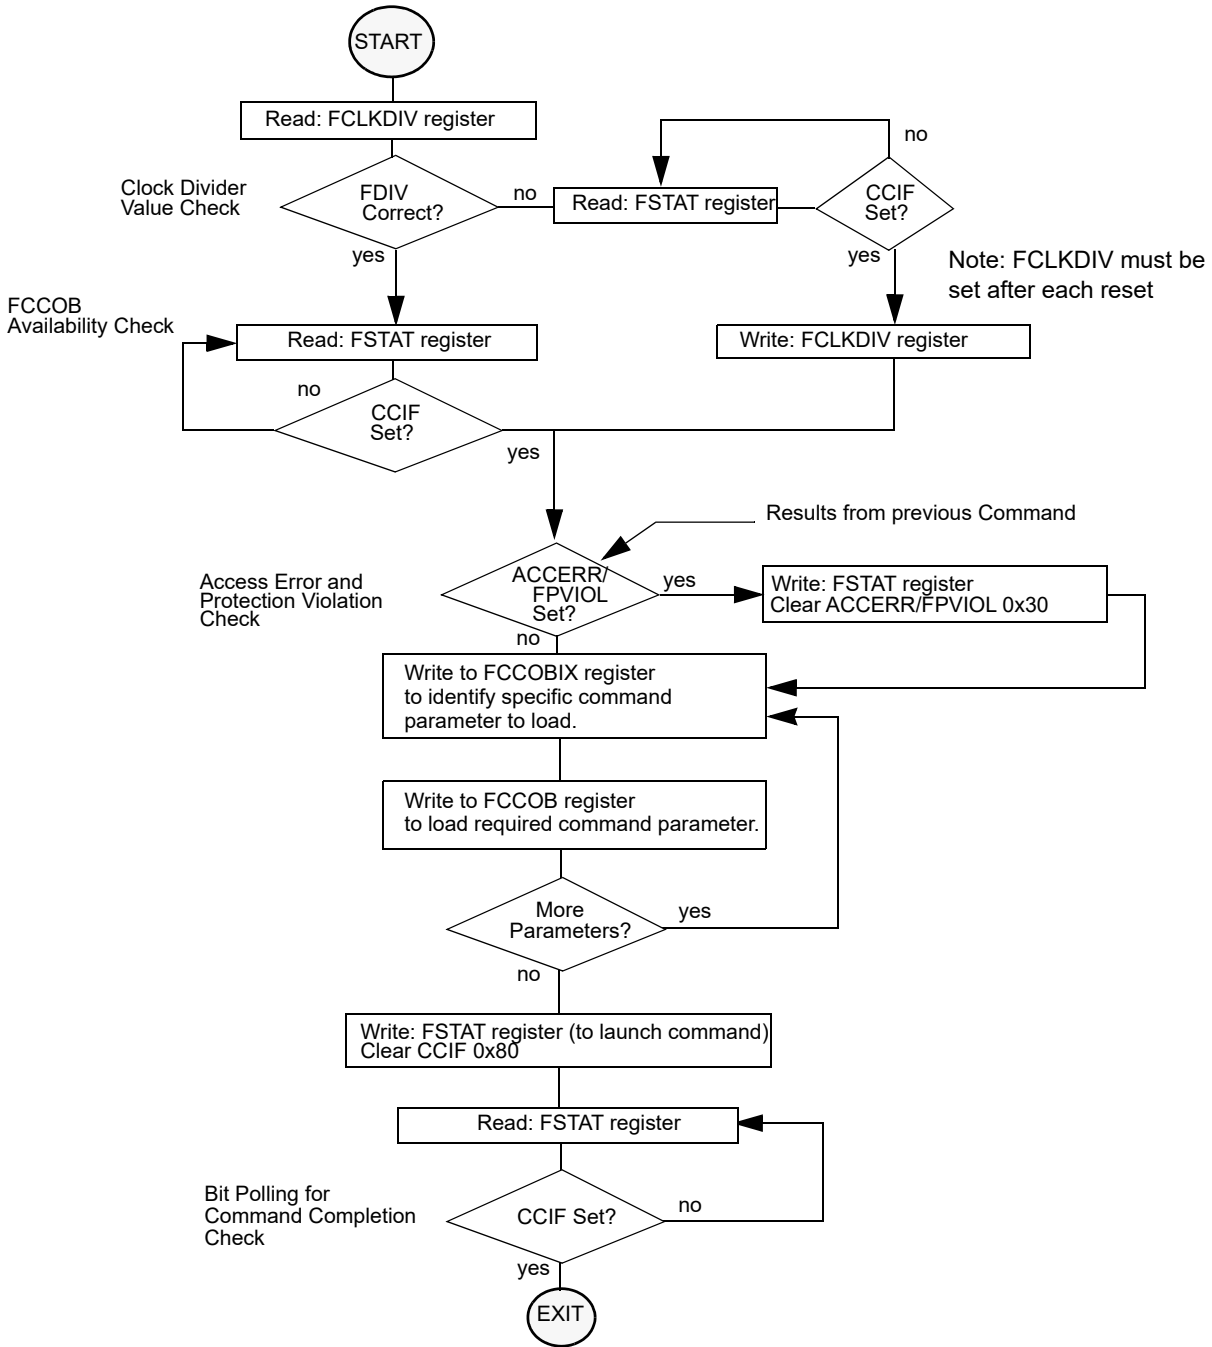 START
Read: FCLKDIV register
no
Clock Divider
Value Check
FDIV
Correct?
no
Read: FSTAT register
CCIF
Set?
yes
yes
Note: FCLKDIV must be
set after each reset
FCCOB
Availability Check
Read: FSTAT register
Write: FCLKDIV register
no
CCIF
Set?
yes
Results from previous Command
Access Error and
Protection Violation
Check
ACCERR/
FPVIOL
Set?
yes
Write: FSTAT register
Clear ACCERR/FPVIOL 0x30
no
Write to FCCOBIX register
to identify specific command
parameter to load.
Write to FCCOB register
to load required command parameter.
More
Parameters?
yes
no
Write: FSTAT register (to launch command)
Clear CCIF 0x80
Read: FSTAT register
Bit Polling for
Command Completion
Check
CCIF Set?
no
yes
EXIT